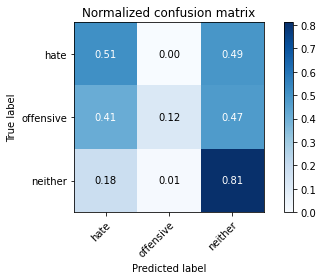 Normalized confusion matrix
True label
hate 0.51 0.00 0.49
offensive 0.41 0.12 0.47
neither 0.18 0.01 0.81
hate offensive neither
Predicted label
0.8
0.7
0.6
0.5
0.4
0.3
0.2
0.1
0.0